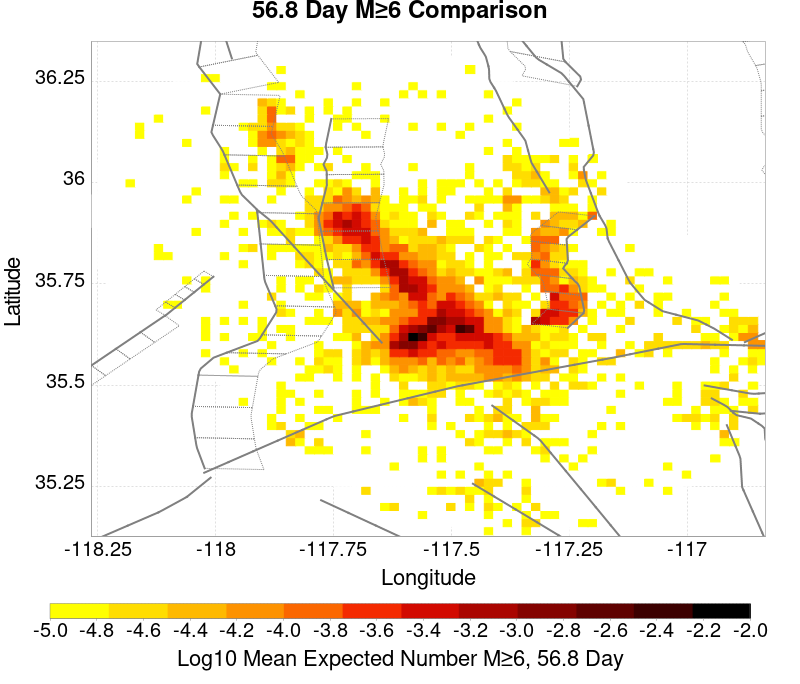 56.8 Day M≥6 Comparison
36.25
36
35.75
35.5
35.25
Latitude
-118.25 -118 -117.75 -117.5 -117.25 -117
Longitude
-5.0 -4.8 -4.6 -4.4 -4.2 -4.0 -3.8 -3.6 -3.4 -3.2 -3.0 -2.8 -2.6 -2.4 -2.2 -2.0
Log10 Mean Expected Number M≥6, 56.8 Day